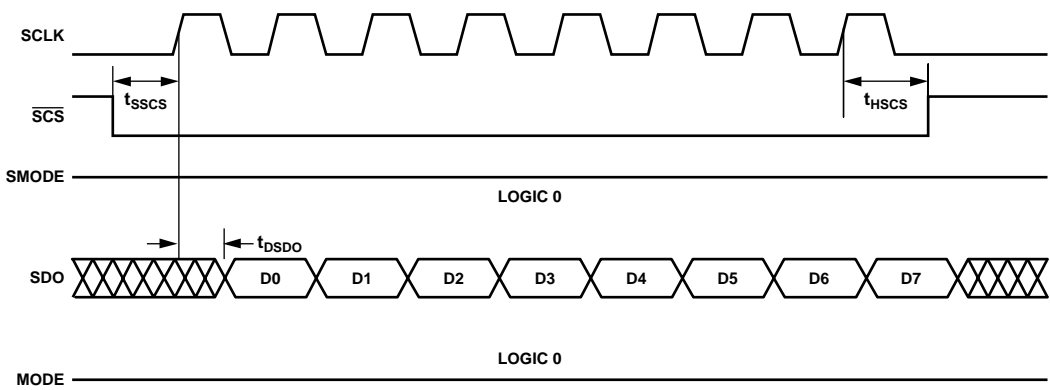 SCLK
tSSCS
tHSCS
SCS
SMODE
LOGIC 0
tDSDO
SDO
D0 D1 D2 D3 D4 D5 D6 D7
LOGIC 0
MODE